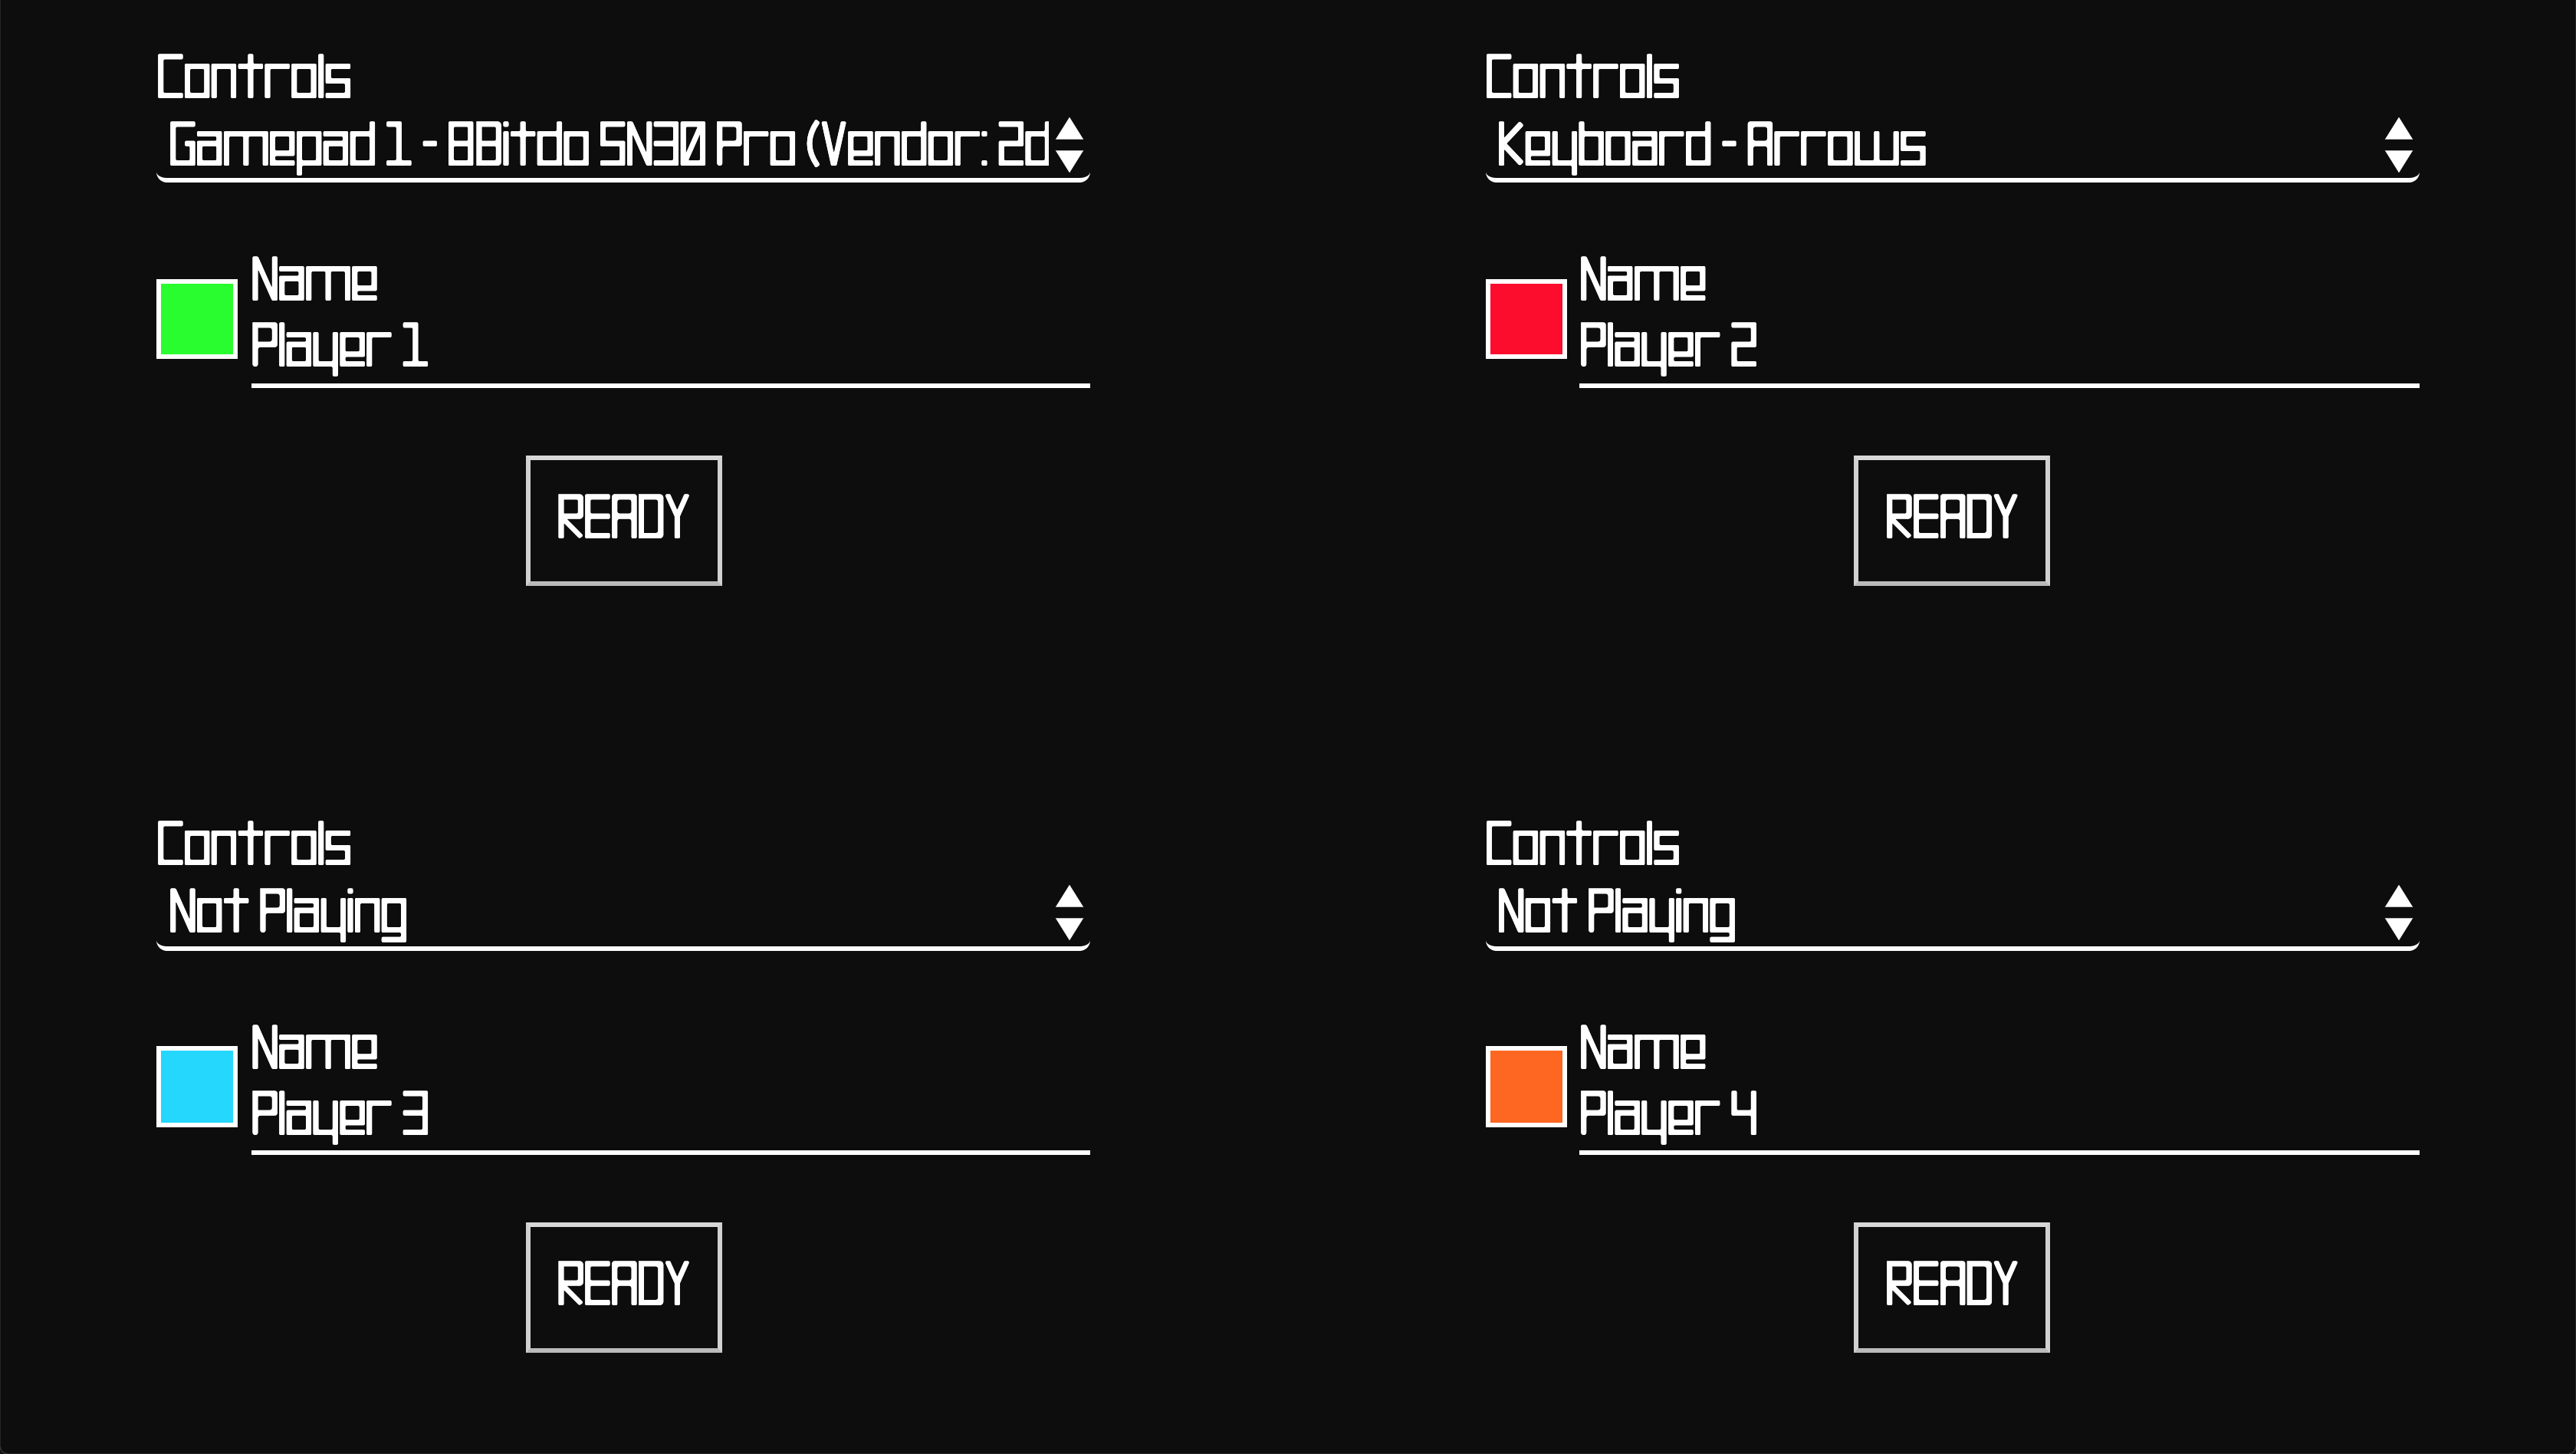 Controls
Gamepad 1 - 8Bitdo SN30 Pro (Vendor: 2d
Name
Player 1
READY
Controls
Keyboard - Arrows
Name
Player 2
READY
Controls
Not Playing
Name
Player 3
READY
Controls
Not Playing
Name
Player 4
READY